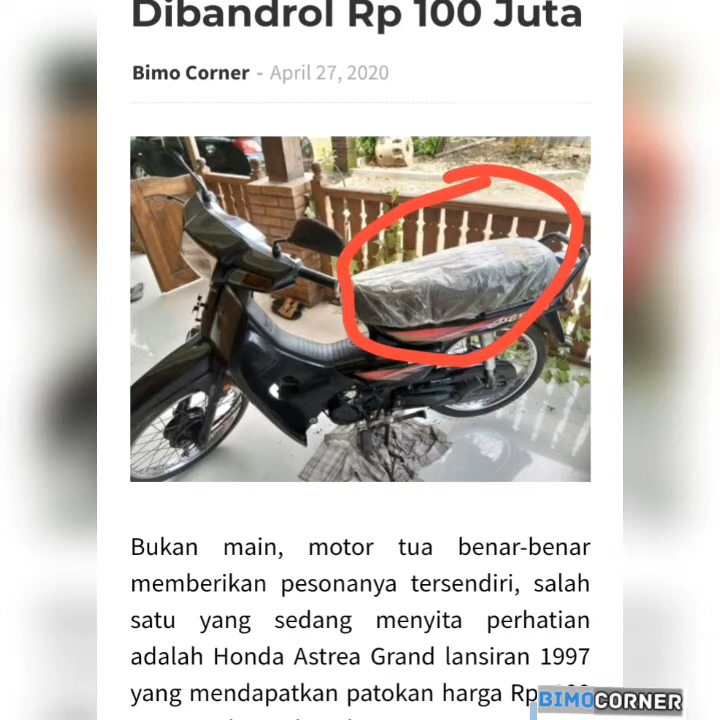 Dibandrol Rp 100 Juta
Bimo Corner - April 27, 2020
Bukan main, motor tua benar-benar
memberikan pesonanya tersendiri, salah
satu yang sedang menyita perhatian
adalah Honda Astrea Grand lansiran 1997
yang mendapatkan patokan harga Rp
BIMOCORNER